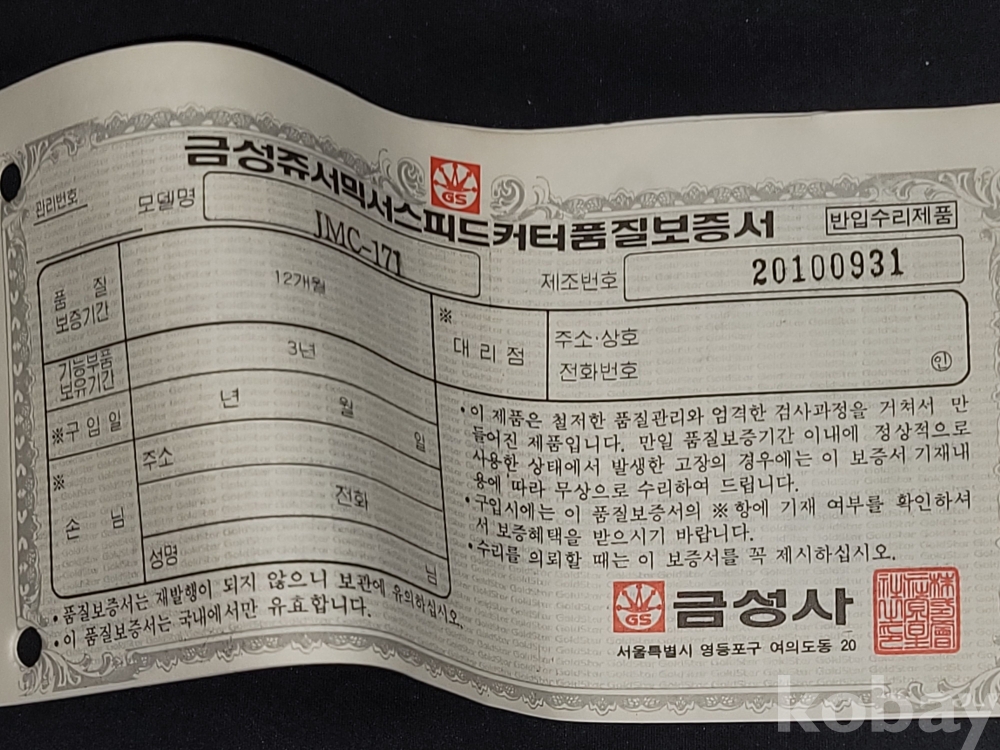 금성쥬서믹서스피드커터품질보증서
GS
관리번호
모델명 JMC-171
반입수리제품
제조번호 20100931
품질보증기간 12개월
기능부품보유기간 3년
※구입일 년 월 일
※손님 주소
전화
성명 님
※대리점 주소·상호
전화번호 인
•이 제품은 철저한 품질관리와 엄격한 검사과정을 거쳐서 만
들어진 제품입니다. 만일 품질보증기간 이내에 정상적으로
사용한 상태에서 발생한 고장의 경우에는 이 보증서 기재내
용에 따라 무상으로 수리하여 드립니다.
•구입시에는 이 품질보증서의 ※항에 기재 여부를 확인하셔
서 보증혜택을 받으시기 바랍니다.
•수리를 의뢰할 때는 이 보증서를 꼭 제시하십시오.
•품질보증서는 재발행이 되지 않으니 보관에 유의하십시오.
•이 품질보증서는 국내에서만 유효합니다.
GS 금성사
서울특별시 영등포구 여의도동 20
kobay